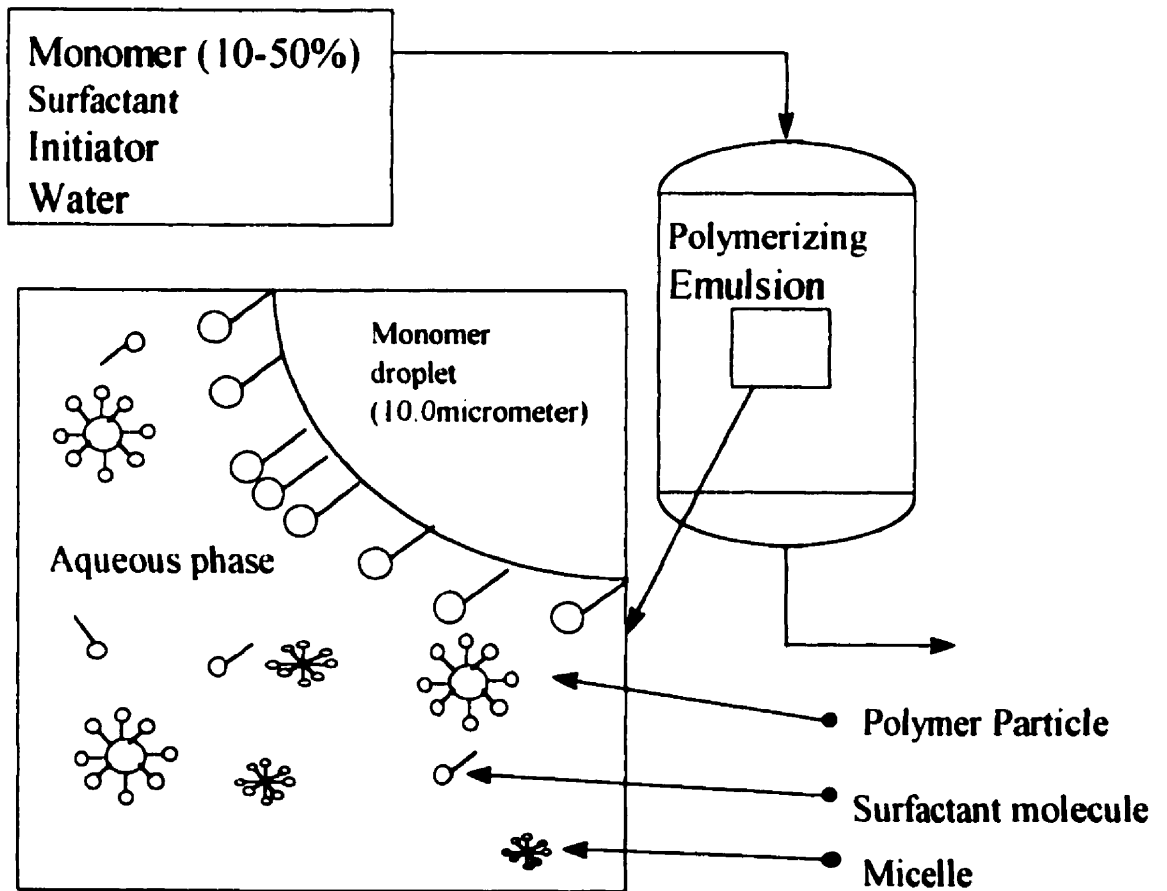 Monomer (10-50%)
Surfactant
Initiator
Water
Polymerizing
Emulsion
Monomer
droplet
(10.0micrometer)
Aqueous phase
Polymer Particle
Surfactant molecule
Micelle